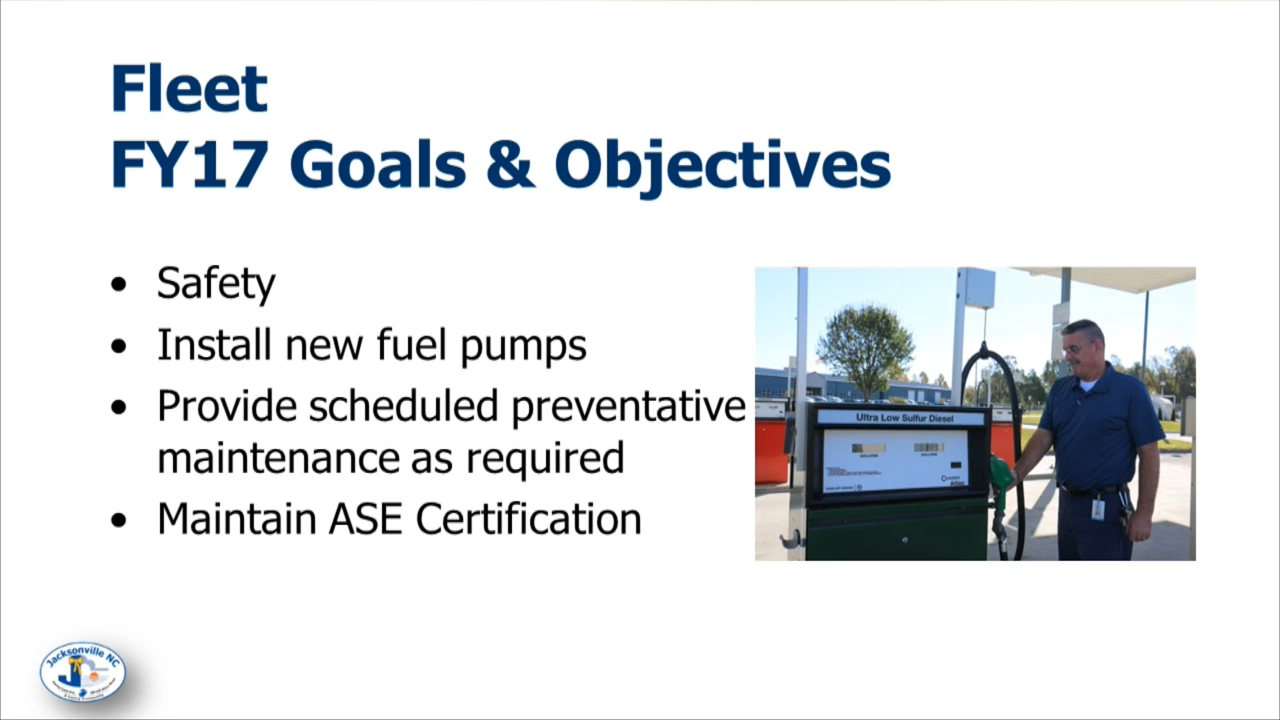 Fleet
FY17 Goals & Objectives
• Safety
• Install new fuel pumps
• Provide scheduled preventative
maintenance as required
• Maintain ASE Certification
Ultra Low Sulfur Diesel
Jacksonville NC